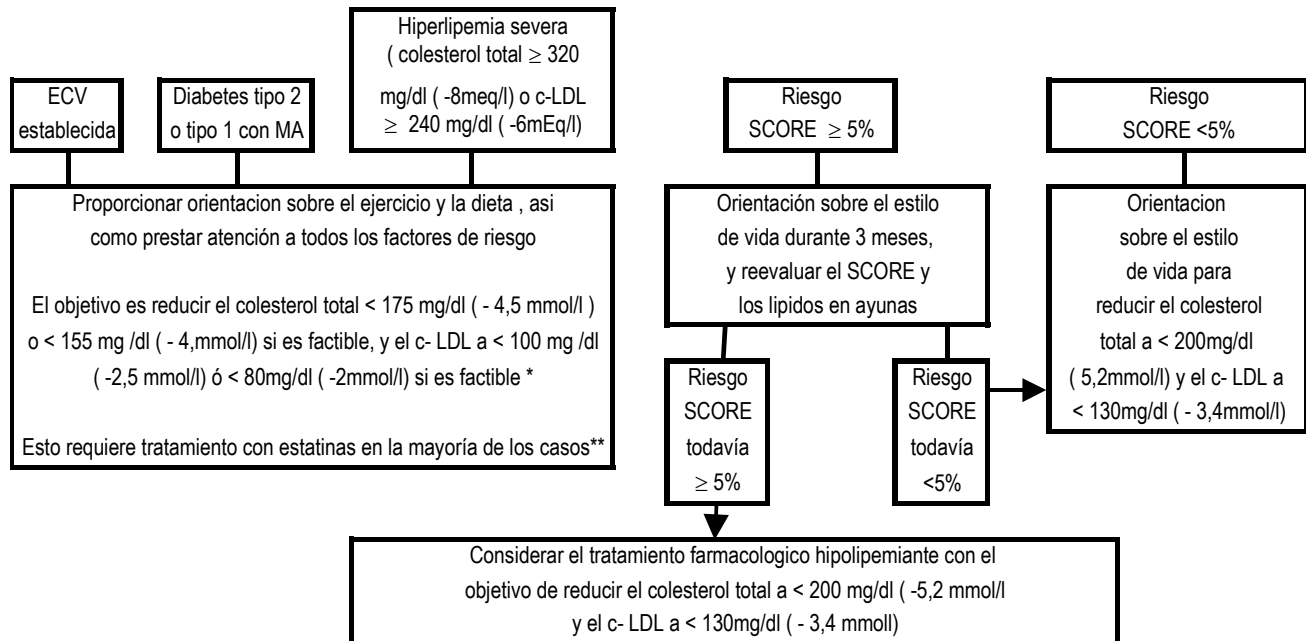 ECV
establecida
Diabetes tipo 2
o tipo 1 con MA
Hiperlipemia severa
( colesterol total ≥ 320
mg/dl ( -8meq/l) o c-LDL
≥ 240 mg/dl ( -6mEq/l)
Riesgo
SCORE ≥ 5%
Riesgo
SCORE <5%
Proporcionar orientacion sobre el ejercicio y la dieta , asi
como prestar atención a todos los factores de riesgo
El objetivo es reducir el colesterol total < 175 mg/dl ( - 4,5 mmol/l )
o < 155 mg /dl ( - 4,mmol/l) si es factible, y el c- LDL a < 100 mg /dl
( -2,5 mmol/l) ó < 80mg/dl ( -2mmol/l) si es factible *
Esto requiere tratamiento con estatinas en la mayoría de los casos**
Orientación sobre el estilo
de vida durante 3 meses,
y reevaluar el SCORE y
los lipidos en ayunas
Orientacion
sobre el estilo
de vida para
reducir el colesterol
total a < 200mg/dl
( 5,2mmol/l) y el c- LDL a
< 130mg/dl ( - 3,4mmol/l)
Riesgo
SCORE
todavía
≥ 5%
Riesgo
SCORE
todavía
<5%
Considerar el tratamiento farmacologico hipolipemiante con el
objetivo de reducir el colesterol total a < 200 mg/dl ( -5,2 mmol/l
y el c- LDL a < 130mg/dl ( - 3,4 mmoll)